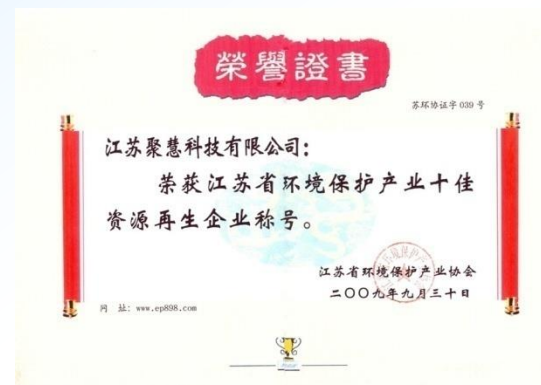 榮譽證書
苏环协证字 039 号
江苏聚慧科技有限公司：
荣获江苏省环境保护产业十佳
资源再生企业称号。
江苏省环境保护产业协会
二〇〇九年九月三十日
网 址：www.ep898.com